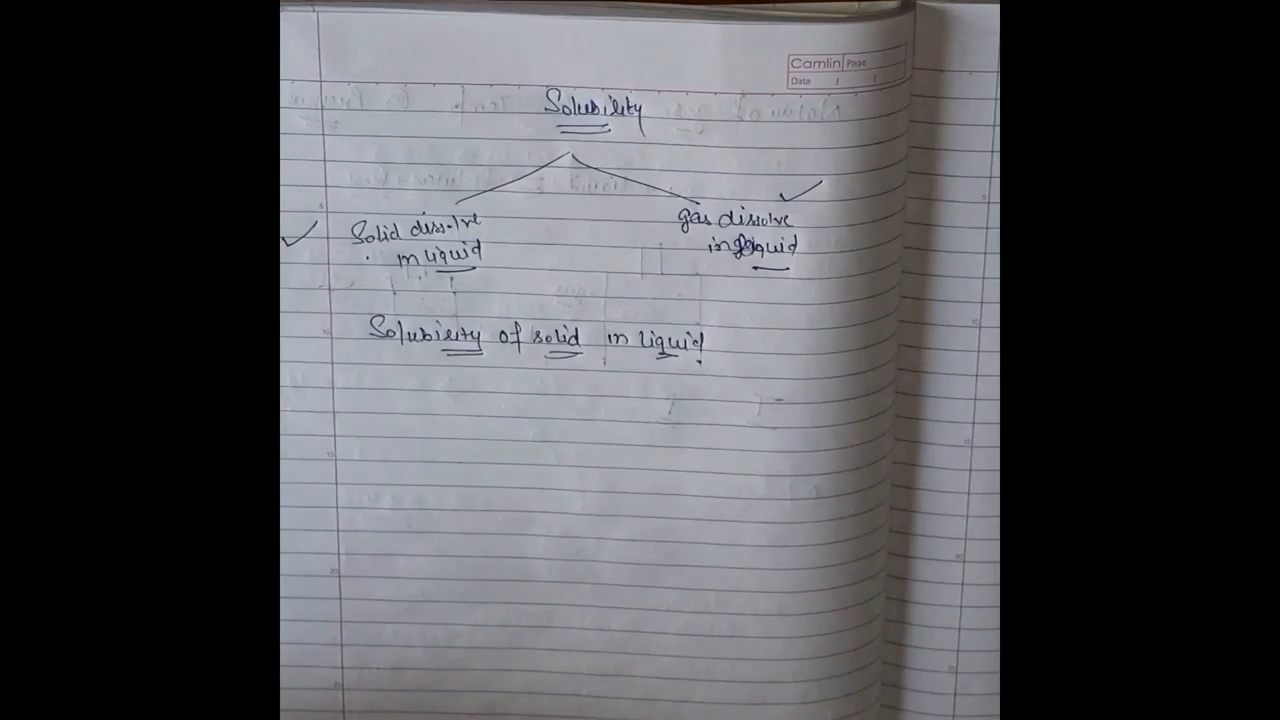 Camlin Page
Date / /
Solubility
Solid dissolve
in liquid
gas dissolve
in liquid
Solubility of solid in liquid